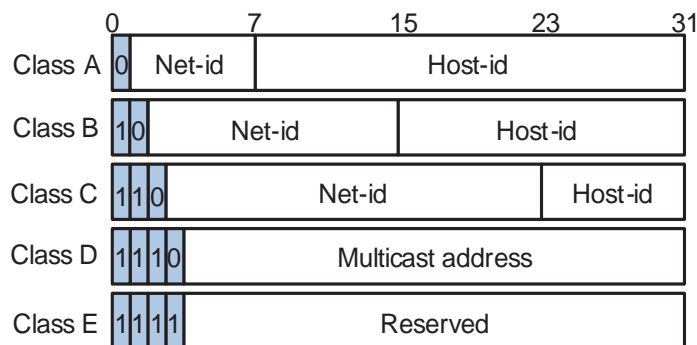 0 7 15 23 31
Class A 0 Net-id Host-id
Class B 1 0 Net-id Host-id
Class C 1 1 0 Net-id Host-id
Class D 1 1 1 0 Multicast address
Class E 1 1 1 1 Reserved